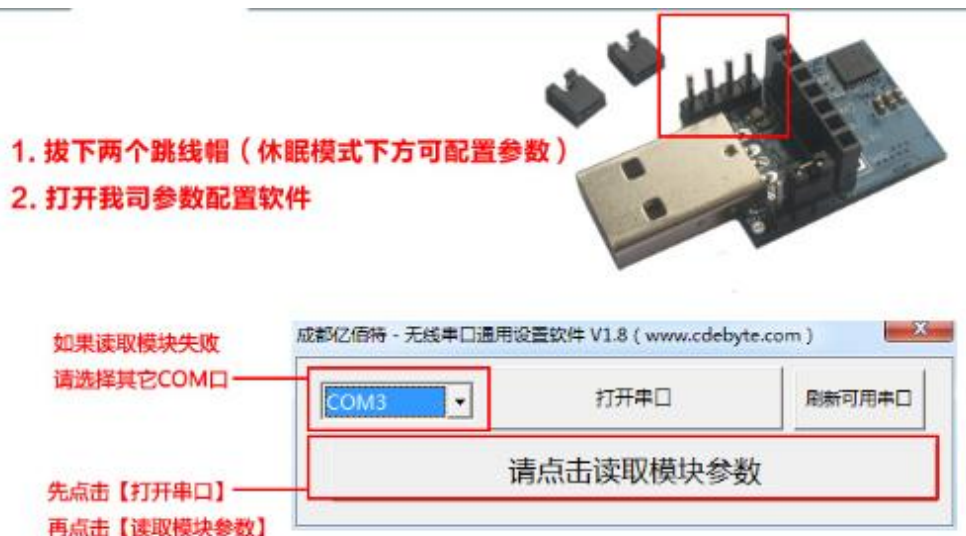 1. 拔下两个跳线帽（休眠模式下方可配置参数）
2. 打开我司参数配置软件
如果读取模块失败
请选择其它COM口
成都亿佰特 - 无线串口通用设置软件 V1.8 ( www.cdebyte.com )
COM3
打开串口
刷新可用串口
请点击读取模块参数
先点击【打开串口】
再点击【读取模块参数】